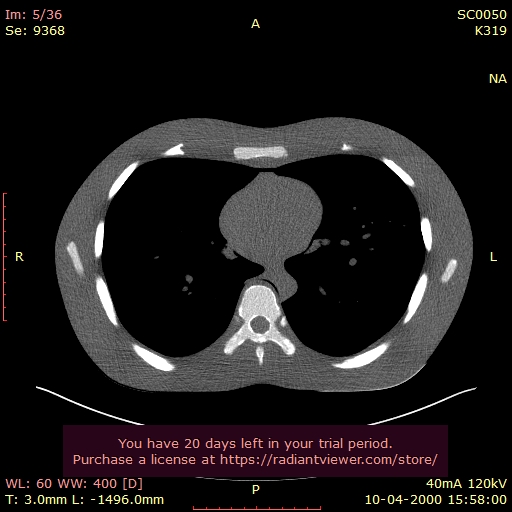 Im: 5/36
Se: 9368
A
SC0050
K319
NA
R
L
You have 20 days left in your trial period.
Purchase a license at https://radiantviewer.com/store/
WL: 60 WW: 400 [D]
T: 3.0mm L: -1496.0mm
P
40mA 120kV
10-04-2000 15:58:00